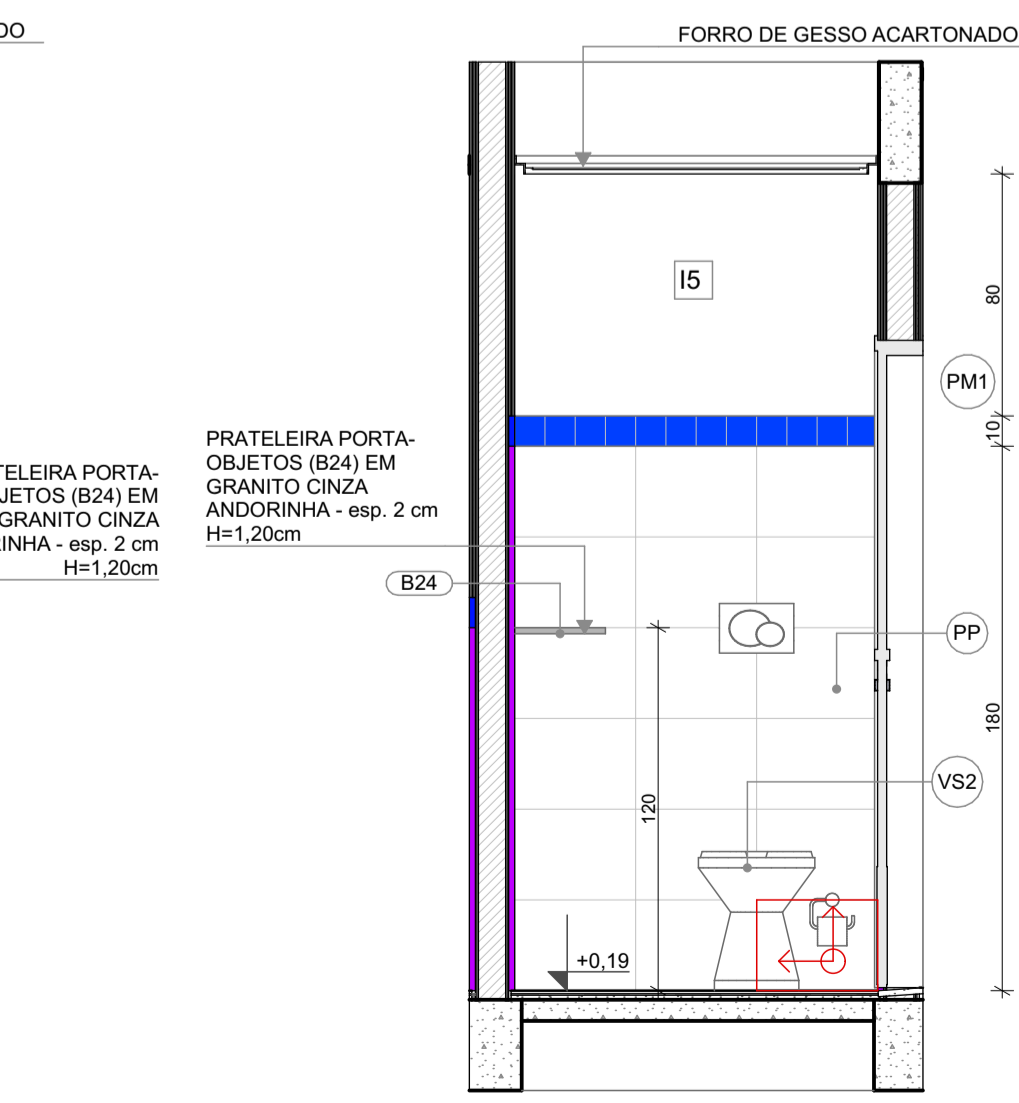 DO
FORRO DE GESSO ACARTONADO
I5
80
PM1
10
PRATELEIRA PORTA-
OBJETOS (B24) EM
GRANITO CINZA
ANDORINHA - esp. 2 cm
H=1,20cm
TELEIRA PORTA-
JETOS (B24) EM
GRANITO CINZA
RINHA - esp. 2 cm
H=1,20cm
B24
PP
180
VS2
120
+0,19